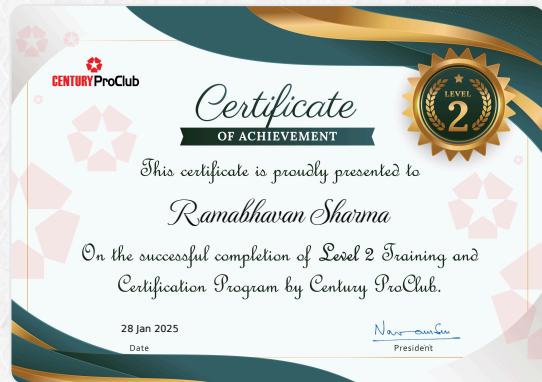 CENTURY ProClub
LEVEL
2
Certificate
OF ACHIEVEMENT
This certificate is proudly presented to
Ramabhavan Sharma
On the successful completion of Level 2 Training and
Certification Program by Century ProClub.
28 Jan 2025
Date
President